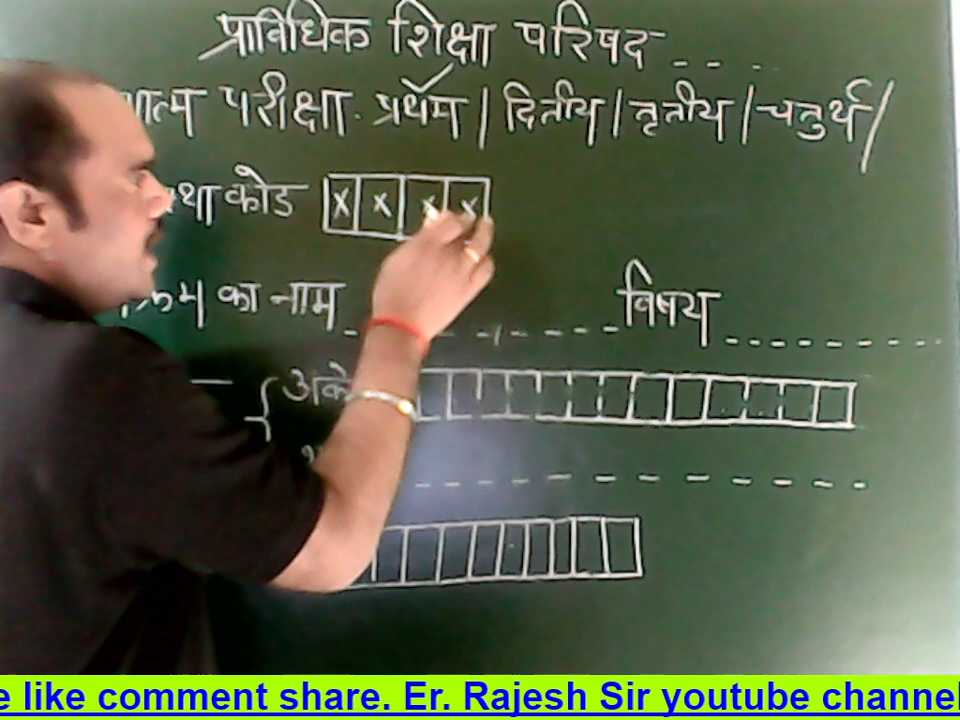 प्राविधिक शिक्षा परिषद - - - -
परीक्षा. प्रथम / दितीय / तृतीय / चतुर्थ /
कोड X X X X
का नाम - - - - - - विषय - - - - - - - -
{ अंके
e like comment share. Er. Rajesh Sir youtube channel